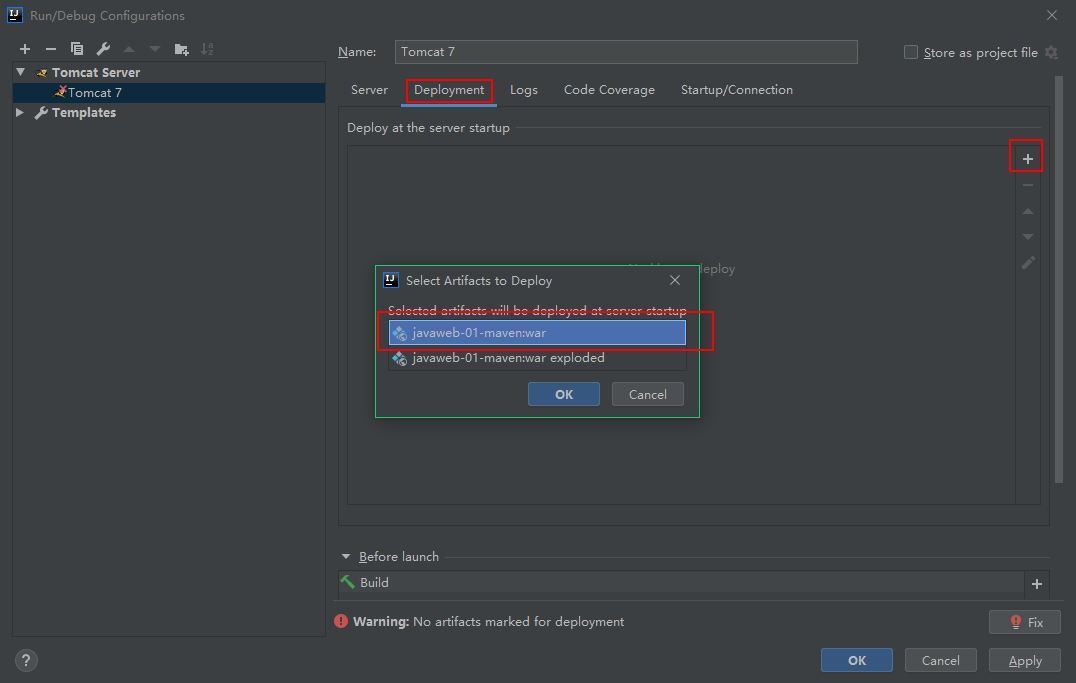 Run/Debug Configurations
Name: Tomcat 7
Store as project file
Tomcat Server
Tomcat 7
Templates
Server Deployment Logs Code Coverage Startup/Connection
Deploy at the server startup
deploy
Select Artifacts to Deploy
Selected artifacts will be deployed at server startup
javaweb-01-maven:war
javaweb-01-maven:war exploded
OK Cancel
Before launch
Build
Warning: No artifacts marked for deployment
Fix
? OK Cancel Apply